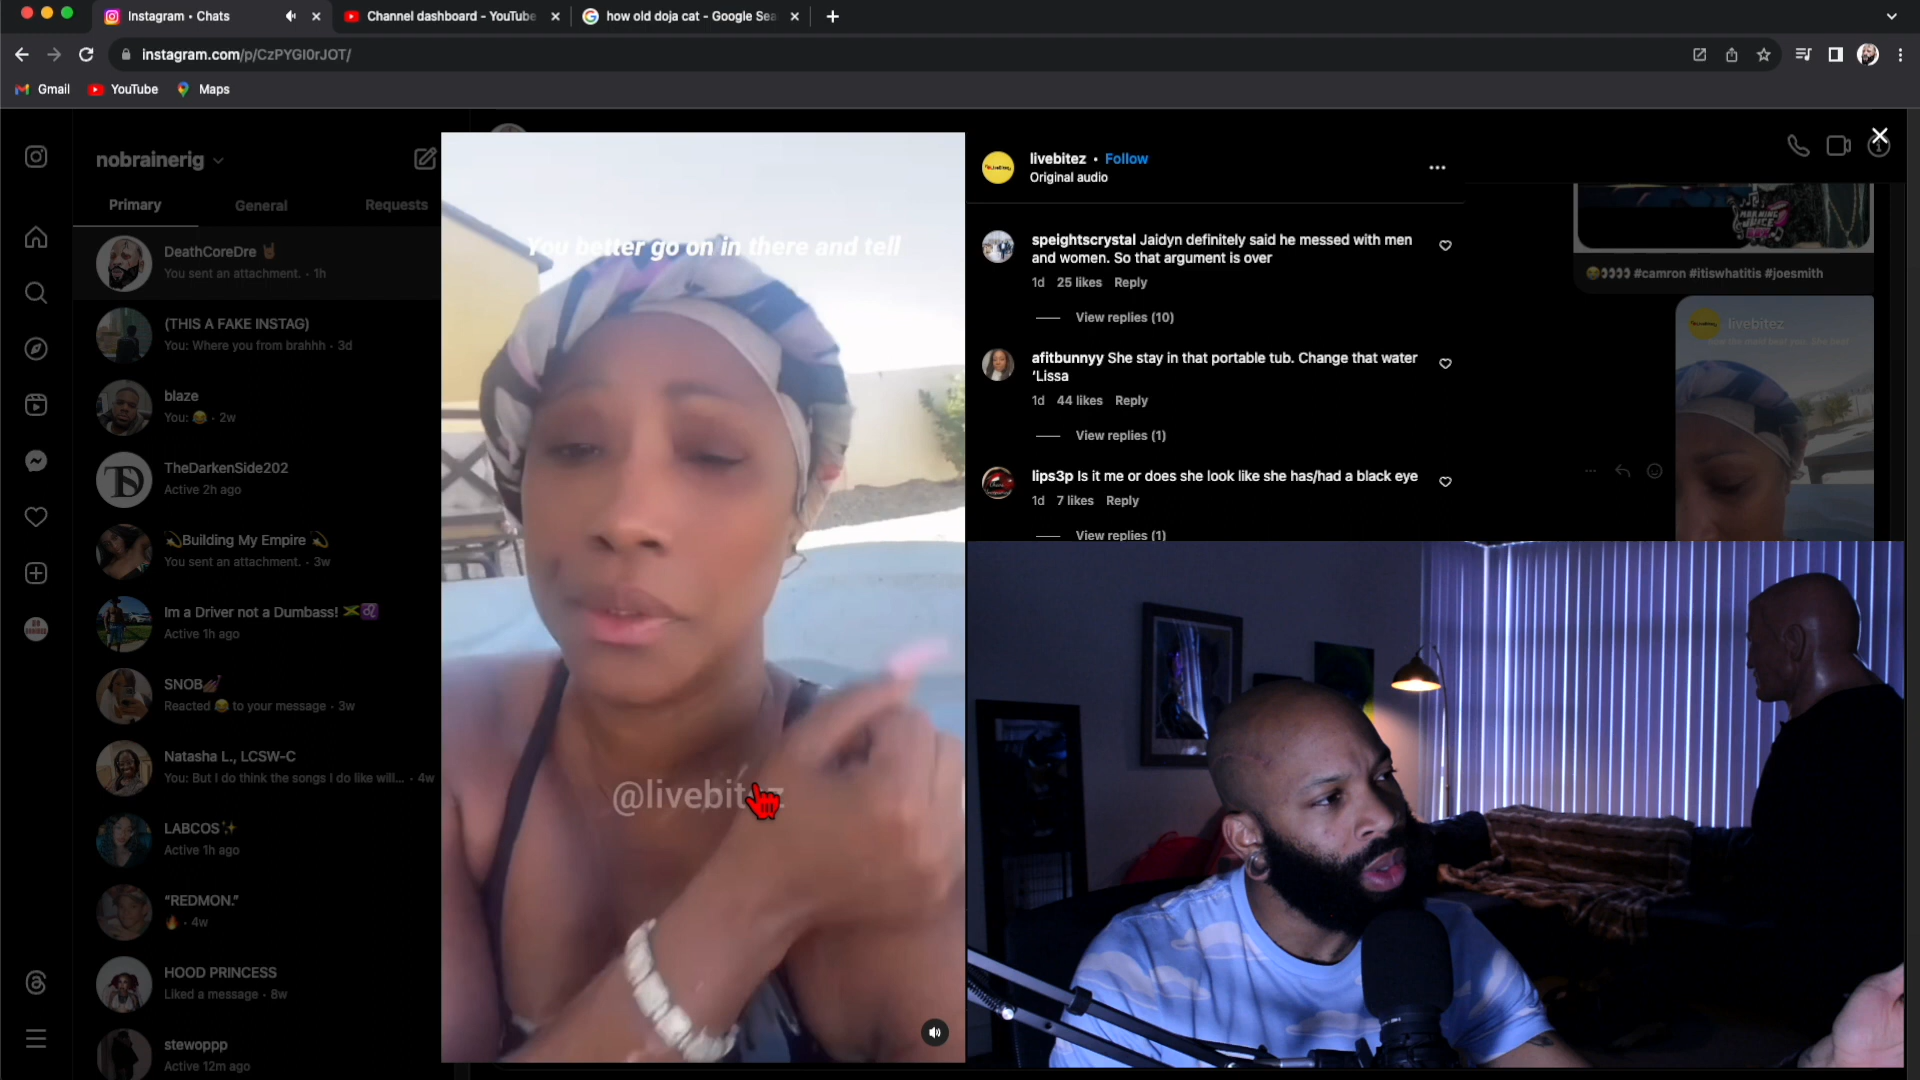 Instagram • Chats
Channel dashboard - YouTube
how old doja cat - Google Sea
instagram.com/p/CzPYGI0rJOT/
Gmail
YouTube
Maps
nobrainerig
Primary
General
Requests
DeathCoreDre
You sent an attachment. · 1h
(THIS A FAKE INSTAG)
You: Where you from brahhh · 3d
blaze
You: 😂 · 2w
TheDarkenSide202
Active 2h ago
💫Building My Empire 💫
You sent an attachment. · 3w
Im a Driver not a Dumbass!
Active 1h ago
SNOB💅🏾
Reacted 😂 to your message · 3w
Natasha L., LCSW-C
You: But I do think the songs I do like will... · 4w
LABCOS✨
Active 1h ago
“REDMON.”
🔥 · 4w
HOOD PRINCESS
Liked a message · 8w
stewoppp
Active 12m ago
You better go on in there and tell
@livebitez
livebitez • Follow
Original audio
speightscrystal Jaidyn definitely said he messed with men
and women. So that argument is over
1d 25 likes Reply
View replies (10)
afitbunnyy She stay in that portable tub. Change that water
‘Lissa
1d 44 likes Reply
View replies (1)
lips3p Is it me or does she look like she has/had a black eye
1d 7 likes Reply
View replies (1)
#camron #itiswhatitis #joesmith
livebitez